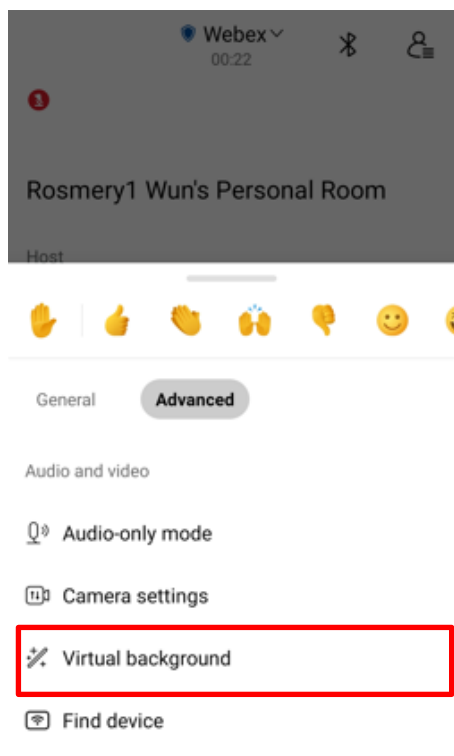 Webex
00:22
Rosmery1 Wun's Personal Room
Host
General Advanced
Audio and video
Audio-only mode
Camera settings
Virtual background
Find device